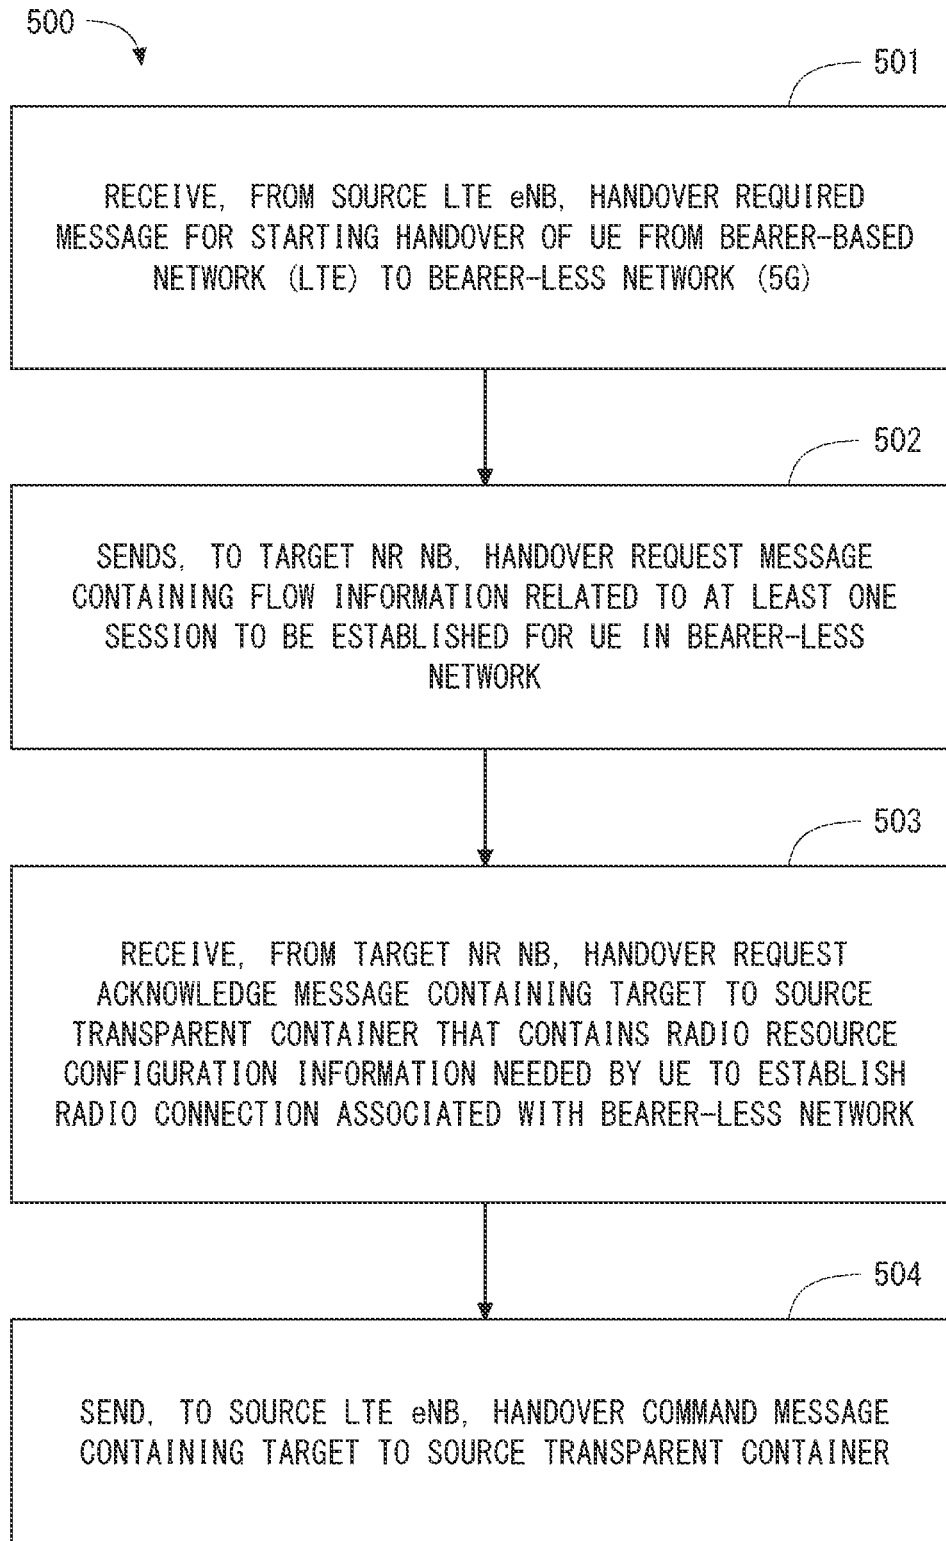 500
501
RECEIVE, FROM SOURCE LTE eNB, HANDOVER REQUIRED
MESSAGE FOR STARTING HANDOVER OF UE FROM BEARER-BASED
NETWORK (LTE) TO BEARER-LESS NETWORK (5G)
502
SENDS, TO TARGET NR NB, HANDOVER REQUEST MESSAGE
CONTAINING FLOW INFORMATION RELATED TO AT LEAST ONE
SESSION TO BE ESTABLISHED FOR UE IN BEARER-LESS
NETWORK
503
RECEIVE, FROM TARGET NR NB, HANDOVER REQUEST
ACKNOWLEDGE MESSAGE CONTAINING TARGET TO SOURCE
TRANSPARENT CONTAINER THAT CONTAINS RADIO RESOURCE
CONFIGURATION INFORMATION NEEDED BY UE TO ESTABLISH
RADIO CONNECTION ASSOCIATED WITH BEARER-LESS NETWORK
504
SEND, TO SOURCE LTE eNB, HANDOVER COMMAND MESSAGE
CONTAINING TARGET TO SOURCE TRANSPARENT CONTAINER